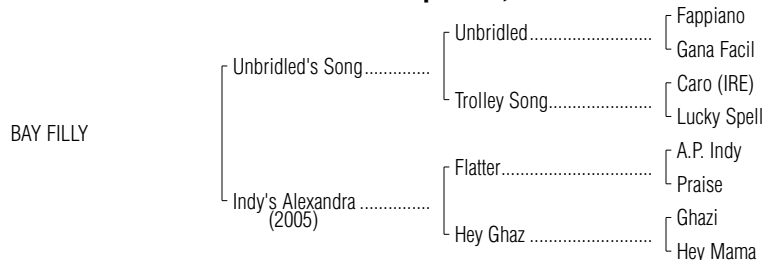 Fappiano
Unbridled..........................
Gana Facil
Unbridled's Song..............
Caro (IRE)
Trolley Song......................
Lucky Spell
BAY FILLY
A.P. Indy
Flatter................................
Praise
Indy's Alexandra ...............
(2005)
Ghazi
Hey Ghaz ..........................
Hey Mama